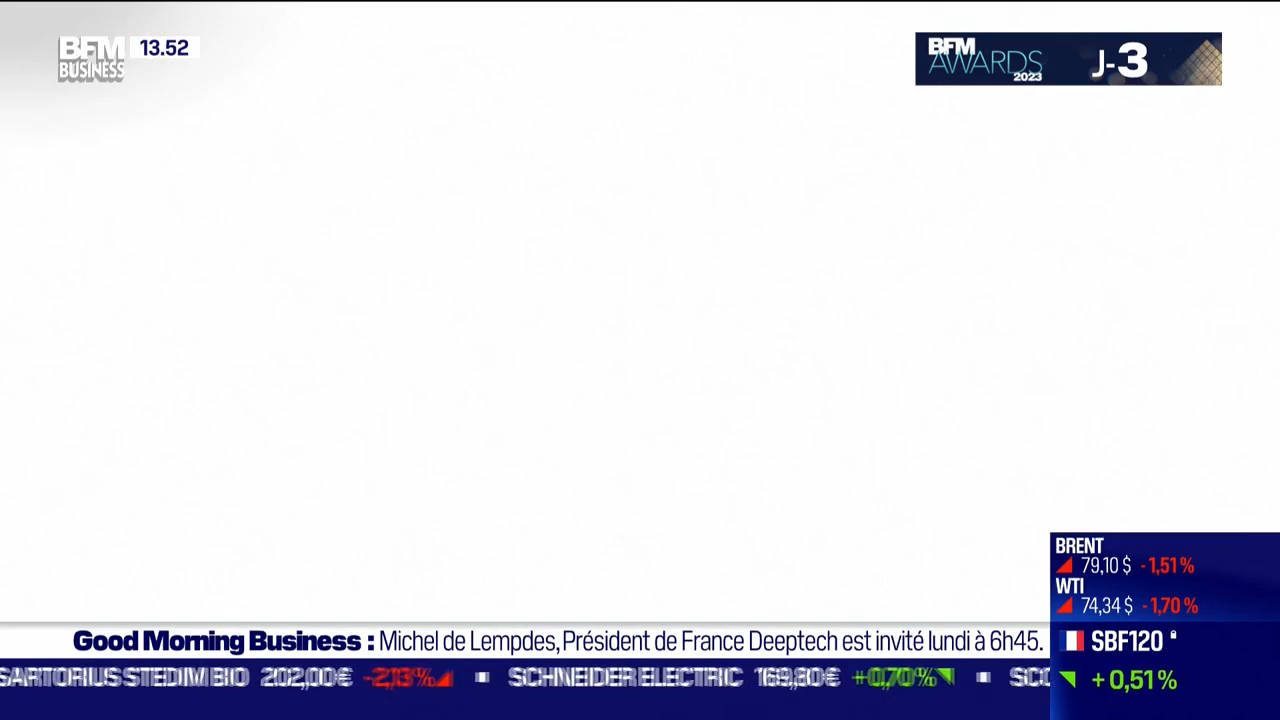 BFM
BUSINESS
13.52
BFM
AWARDS
2023
J-3
BRENT
79,10 $ -1,51 %
WTI
74,34 $ -1,70 %
Good Morning Business : Michel de Lempdes, Président de France Deeptech est invité lundi à 6h45.
SBF120
SARTORIUS STEDIM BIO 202,00€ -2,13% SCHNEIDER ELECTRIC 169,80€ +0,70%
+0,51 %